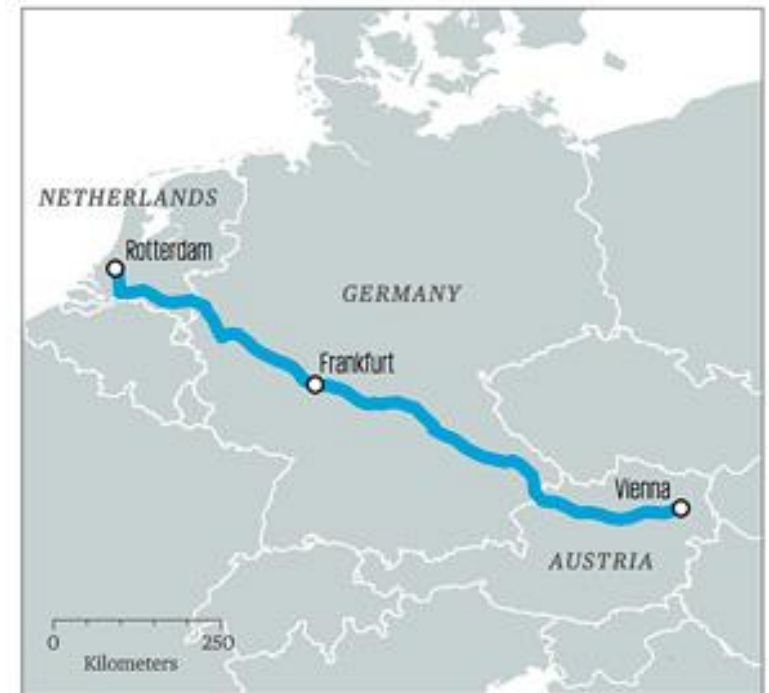 NETHERLANDS
Rotterdam
GERMANY
Frankfurt
Vienna
AUSTRIA
0 250
Kilometers